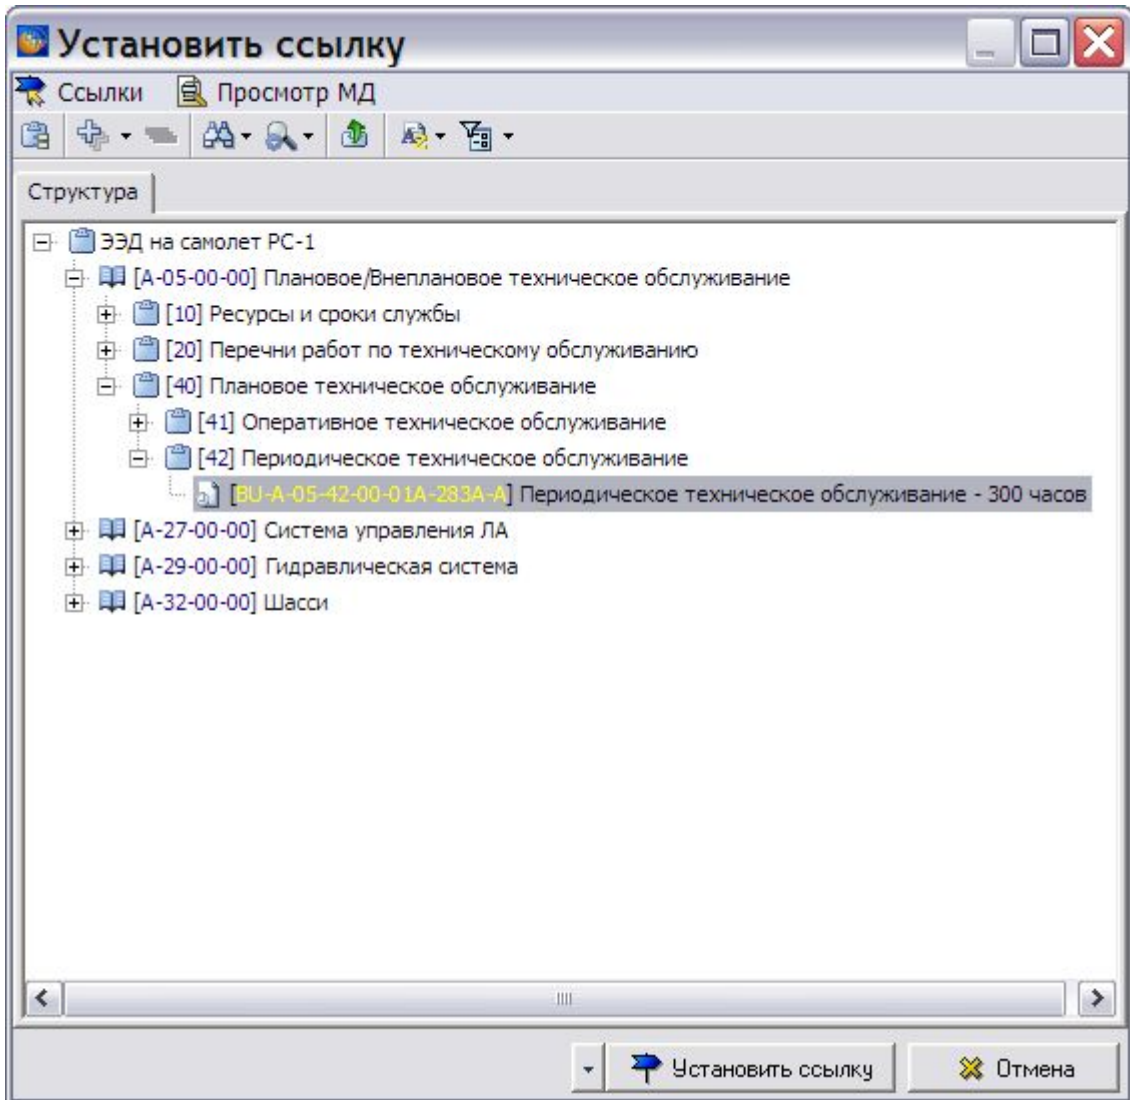 Установить ссылку
Ссылки Просмотр МД
Структура
ЭЭД на самолет РС-1
[A-05-00-00] Плановое/Внеплановое техническое обслуживание
[10] Ресурсы и сроки службы
[20] Перечни работ по техническому обслуживанию
[40] Плановое техническое обслуживание
[41] Оперативное техническое обслуживание
[42] Периодическое техническое обслуживание
[BU-A-05-42-00-01A-283A-A] Периодическое техническое обслуживание - 300 часов
[A-27-00-00] Система управления ЛА
[A-29-00-00] Гидравлическая система
[A-32-00-00] Шасси
Установить ссылку Отмена